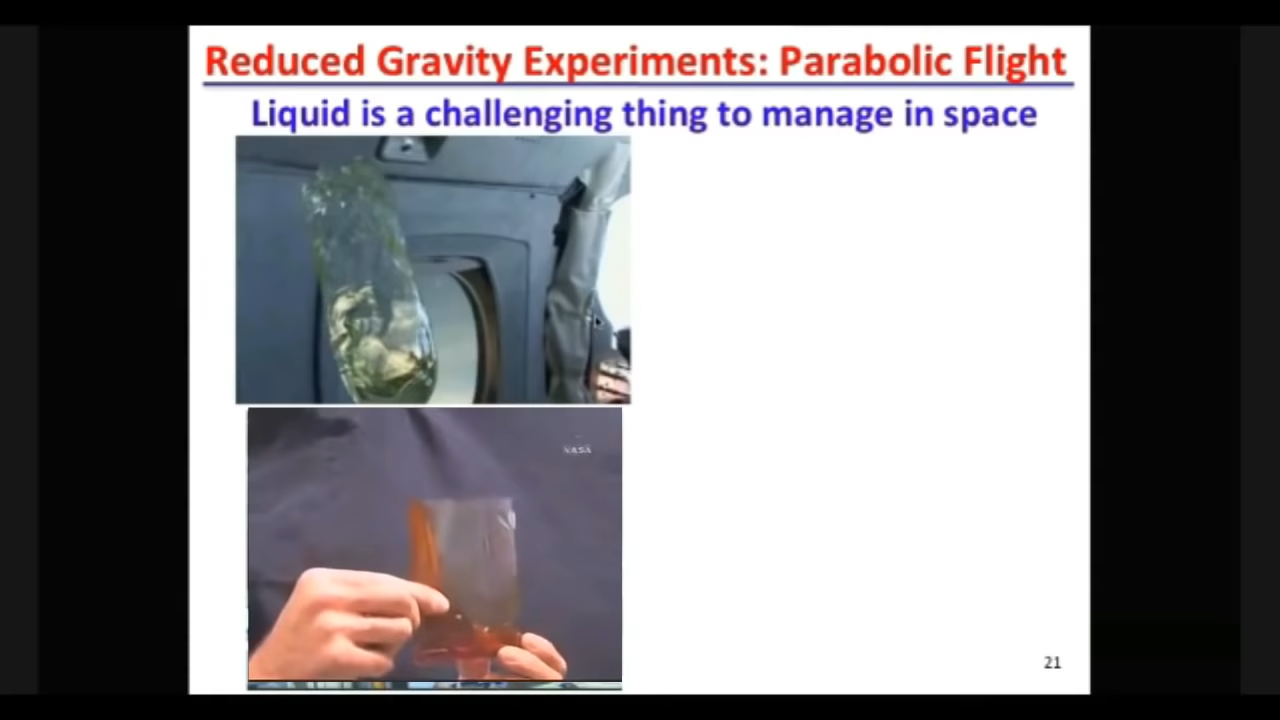 Reduced Gravity Experiments: Parabolic Flight
Liquid is a challenging thing to manage in space
NASA
21